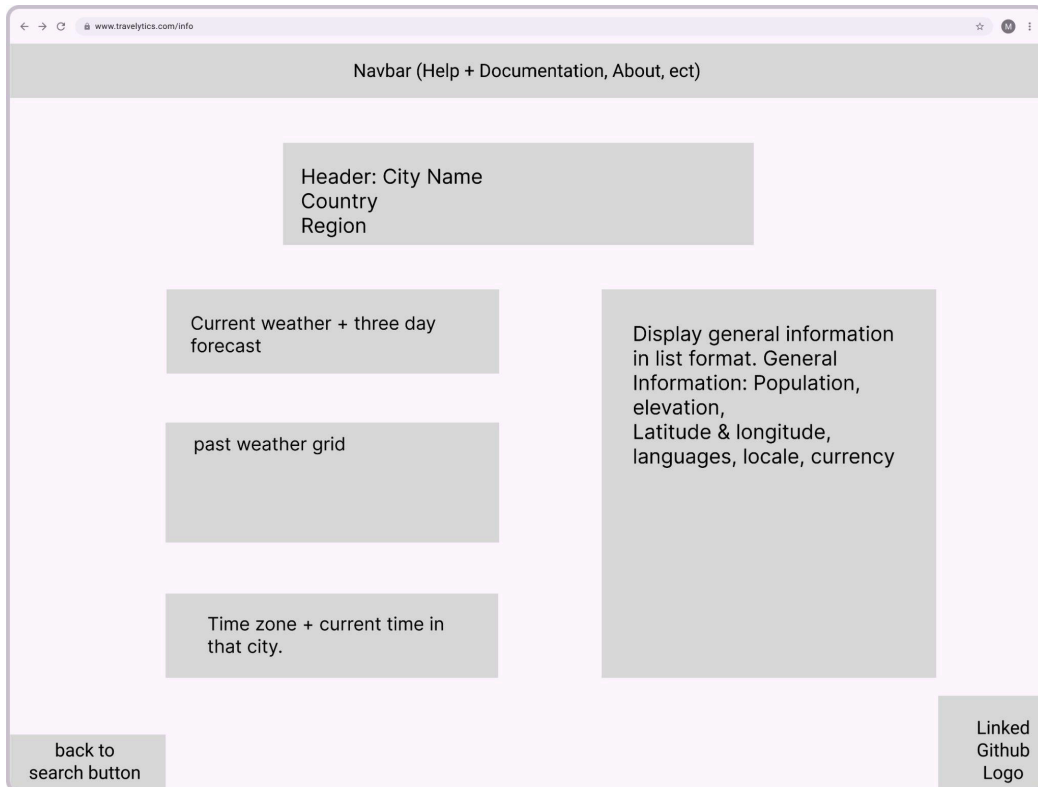 www.travelytics.com/info
M
Navbar (Help + Documentation, About, ect)
Header: City Name
Country
Region
Current weather + three day
forecast
past weather grid
Time zone + current time in
that city.
Display general information
in list format. General
Information: Population,
elevation,
Latitude & longitude,
languages, locale, currency
back to
search button
Linked
Github
Logo